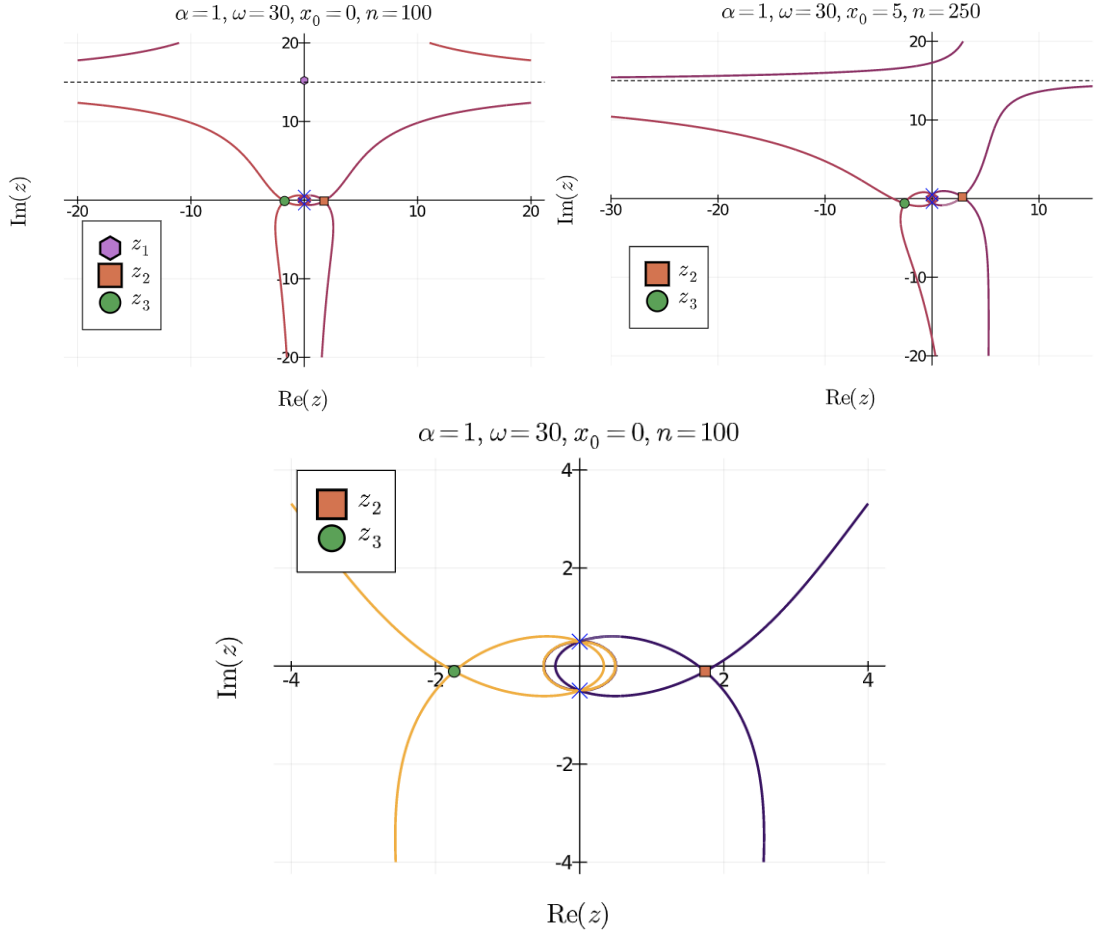 α = 1, ω = 30, x₀ = 0, n = 100
Im(z)
20
10
-10
-20
-20
-10
10
20
z₁
z₂
z₃
Re(z)
α = 1, ω = 30, x₀ = 5, n = 250
Im(z)
20
10
-10
-20
-30
-20
-10
10
z₂
z₃
Re(z)
α = 1, ω = 30, x₀ = 0, n = 100
Im(z)
4
2
-2
-4
-4
-2
2
4
z₂
z₃
Re(z)